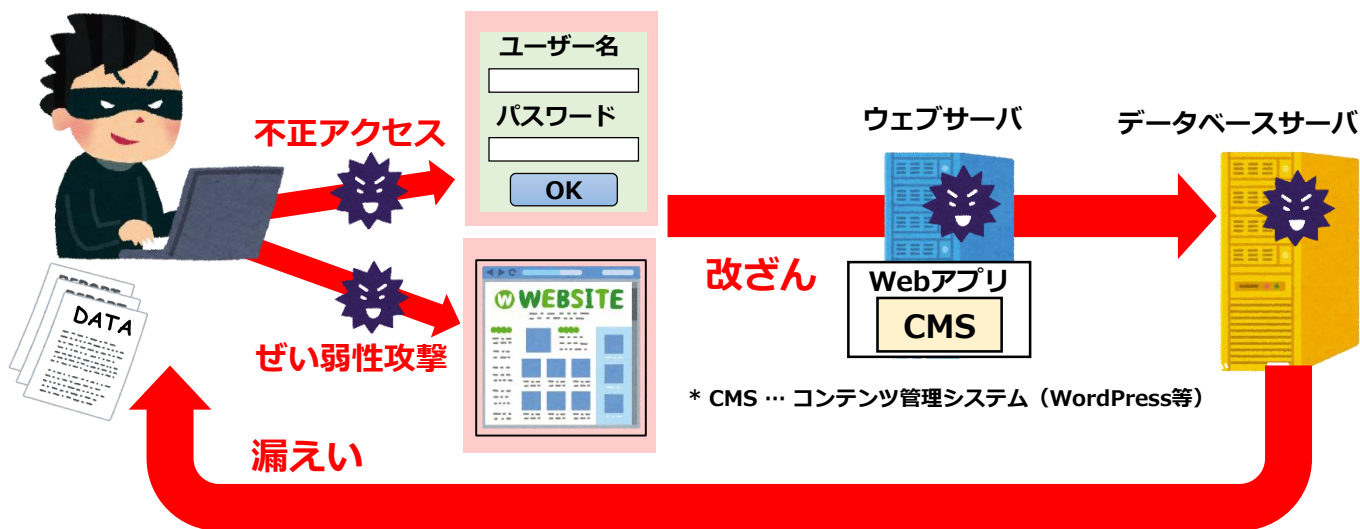 ユーザー名
パスワード
OK
不正アクセス
ぜい弱性攻撃
WEBSITE
REPORT
REPORT
DATA
ウェブサーバ
データベースサーバ
改ざん
Webアプリ
CMS
* CMS … コンテンツ管理システム（WordPress等）
漏えい